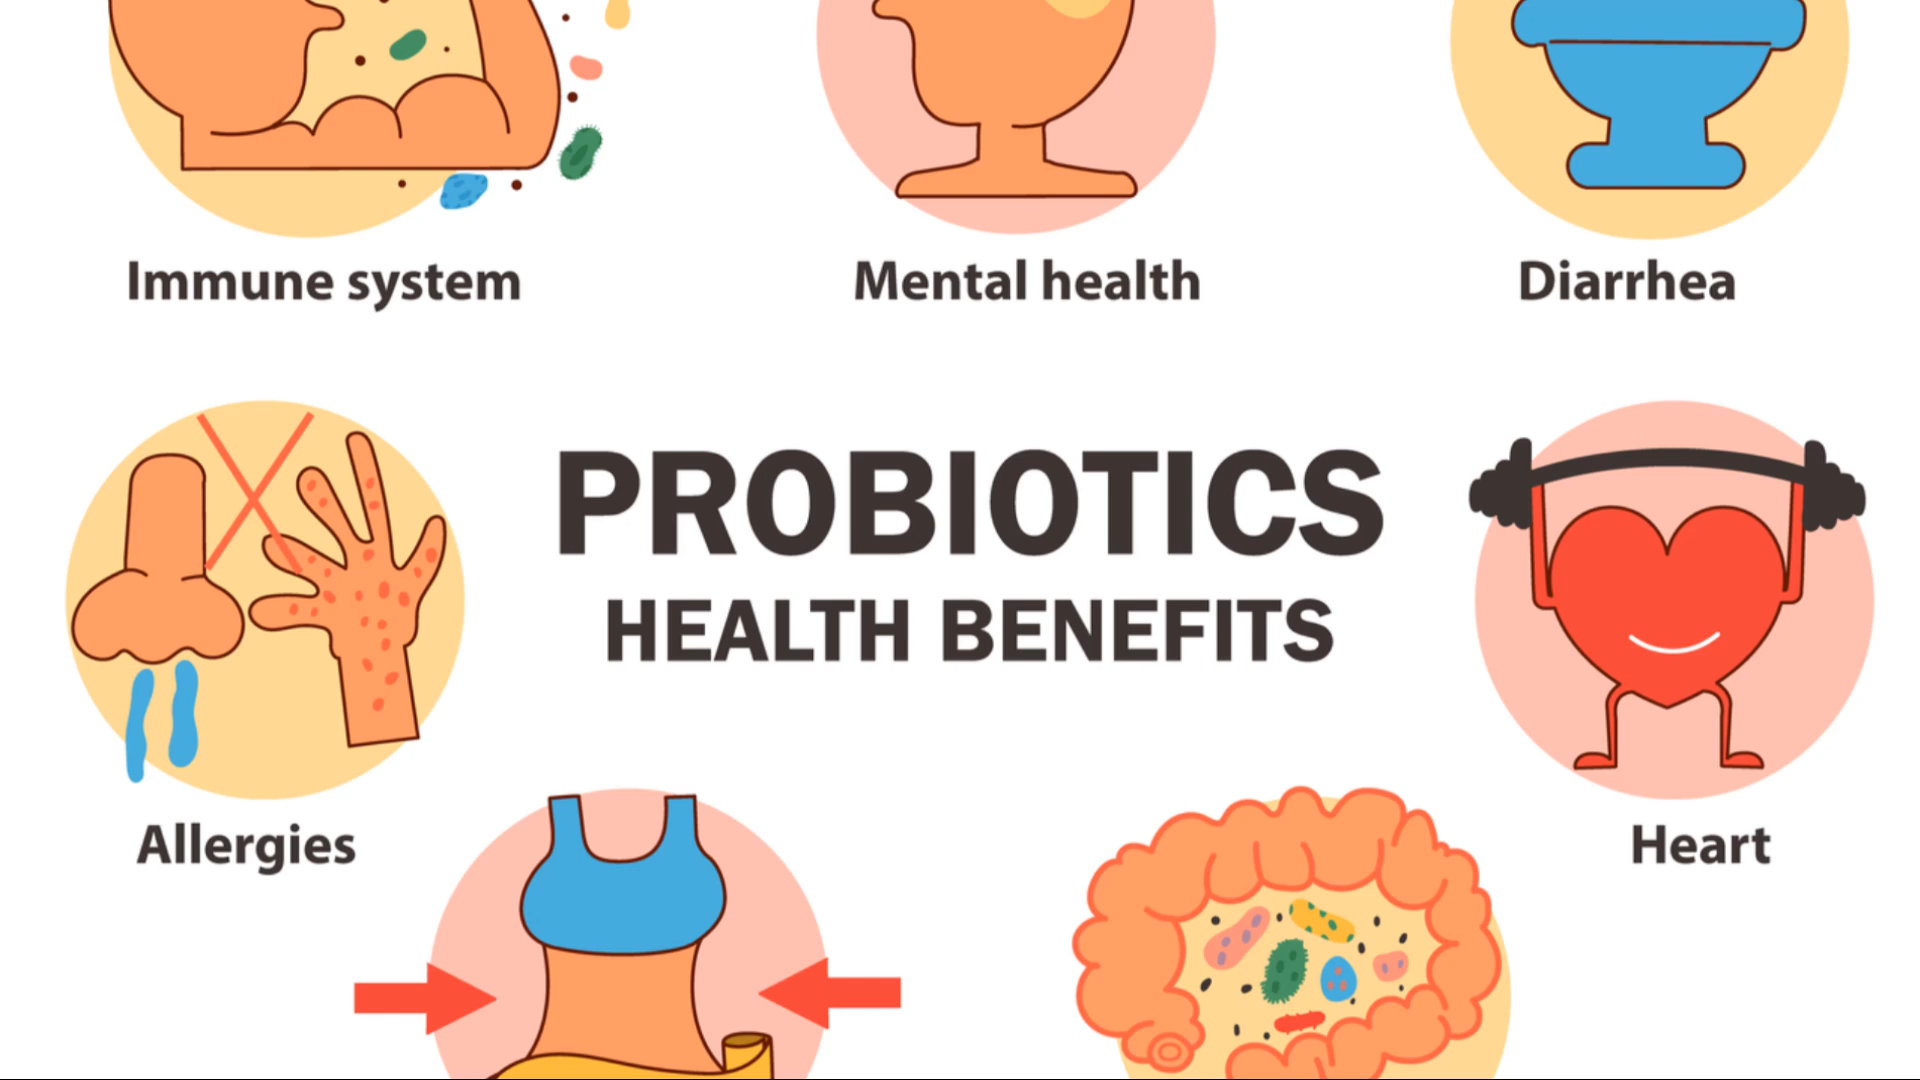 Immune system
Mental health
Diarrhea
PROBIOTICS
HEALTH BENEFITS
Allergies
Heart